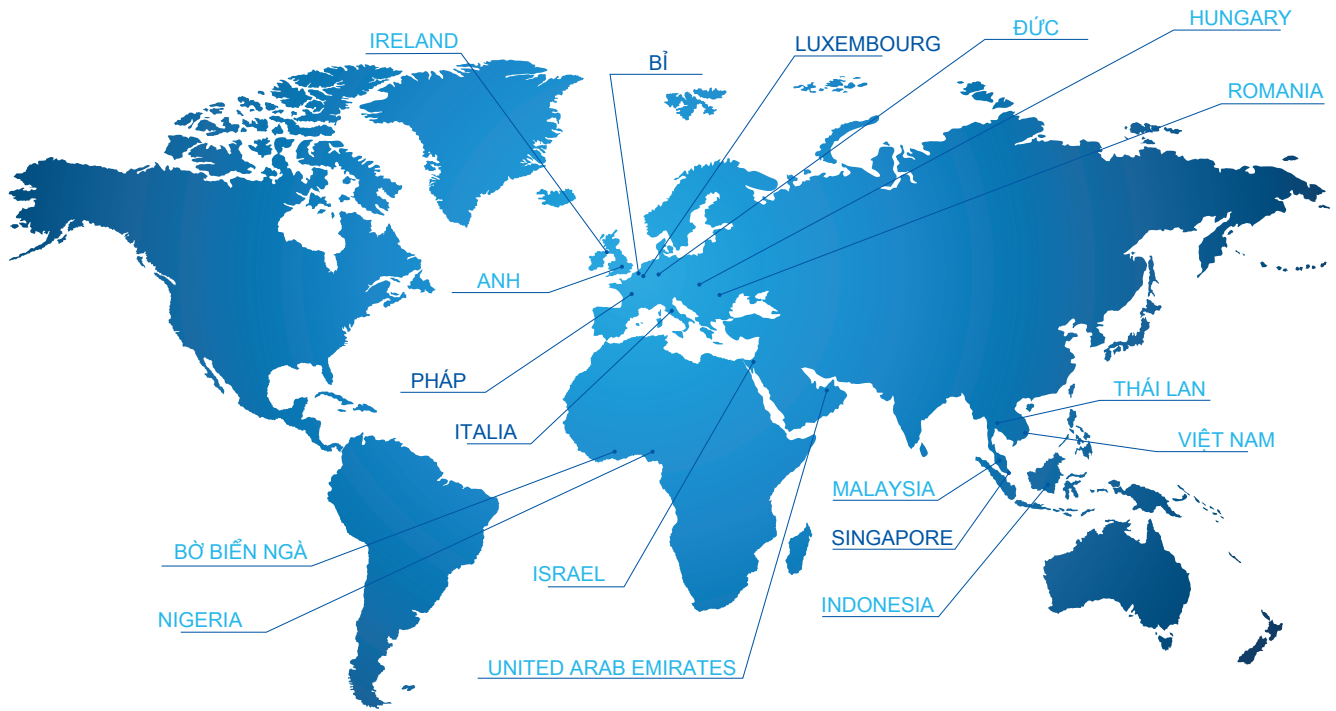 HUNGARY
ĐỨC
IRELAND
LUXEMBOURG
BỈ
ROMANIA
ANH
PHÁP
THÁI LAN
ITALIA
VIỆT NAM
MALAYSIA
SINGAPORE
BỜ BIỂN NGÀ
ISRAEL
INDONESIA
NIGERIA
UNITED ARAB EMIRATES